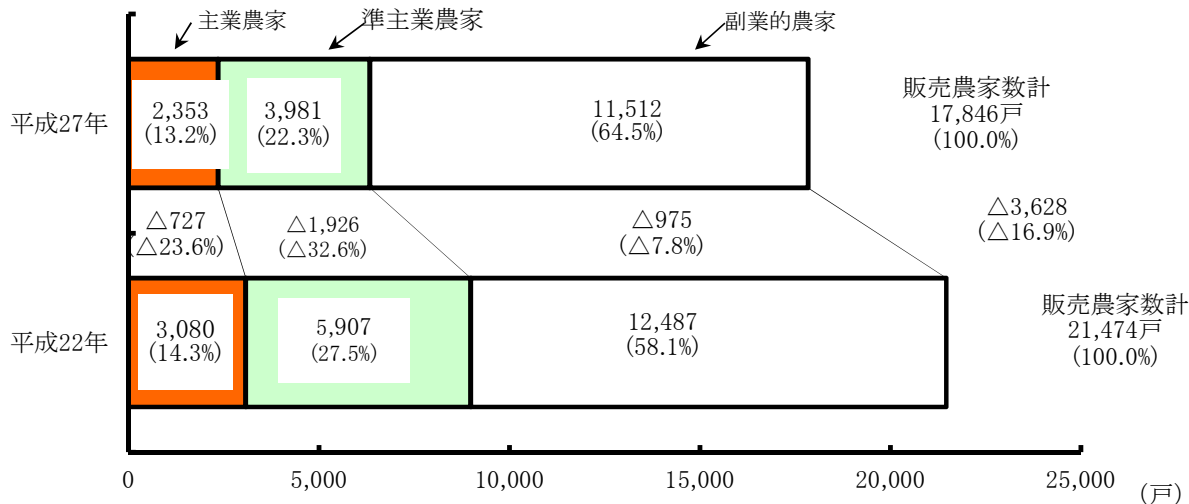 主業農家
準主業農家
副業的農家
平成27年
2,353
(13.2%)
3,981
(22.3%)
11,512
(64.5%)
販売農家数計
17,846戸
(100.0%)
△727
(△23.6%)
△1,926
(△32.6%)
△975
(△7.8%)
△3,628
(△16.9%)
平成22年
3,080
(14.3%)
5,907
(27.5%)
12,487
(58.1%)
販売農家数計
21,474戸
(100.0%)
0
5,000
10,000
15,000
20,000
25,000
(戸)